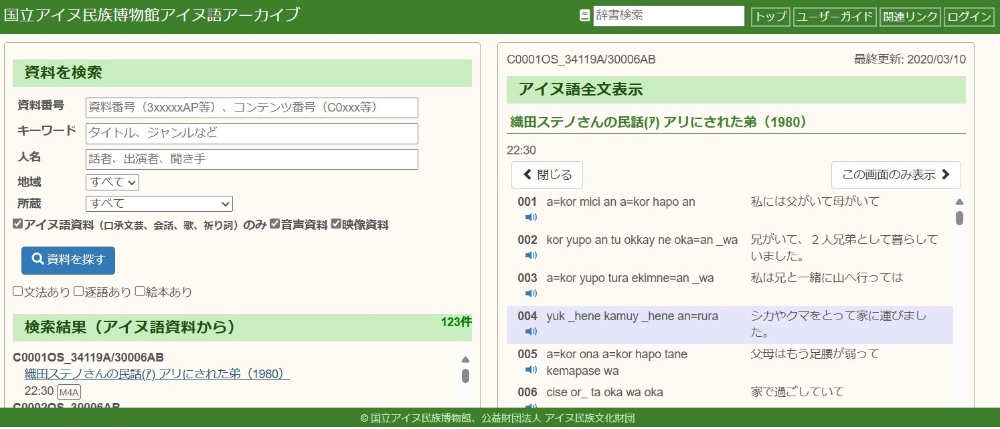 国立アイヌ民族博物館アイヌ語アーカイブ
辞書検索
トップ ユーザーガイド 関連リンク ログイン
資料を検索
資料番号 資料番号（3xxxxxAP等）、コンテンツ番号（C0xxx等）
キーワード タイトル、ジャンルなど
人名 話者、出演者、聞き手
地域 すべて
所蔵 すべて
アイヌ語資料（口承文芸、会話、歌、祈り詞）のみ 音声資料 映像資料
資料を探す
文法あり 逐語あり 絵本あり
検索結果（アイヌ語資料から） 123件
C0001OS_34119A/30006AB
織田ステノさんの民話(ｱ) アリにされた弟（1980）
22:30 M4A
C0002OS_30006AB
C0001OS_34119A/30006AB 最終更新: 2020/03/10
アイヌ語全文表示
織田ステノさんの民話(ｱ) アリにされた弟（1980）
22:30
閉じる この画面のみ表示
001 a=kor mici an a=kor hapo an 私には父がいて母がいて
002 kor yupo an tu okkay ne oka=an _wa 兄がいて、２人兄弟として暮らして
いました。
003 a=kor yupo tura ekimne=an _wa 私は兄と一緒に山へ行っては
004 yuk _hene kamuy _hene an=rura シカやクマをとって家に運びまし
た。
005 a=kor ona a=kor hapo tane 父母はもう足腰が弱って
kemapase wa
006 cise or_ ta oka wa oka 家で過ごしていて
© 国立アイヌ民族博物館、公益財団法人 アイヌ民族文化財団